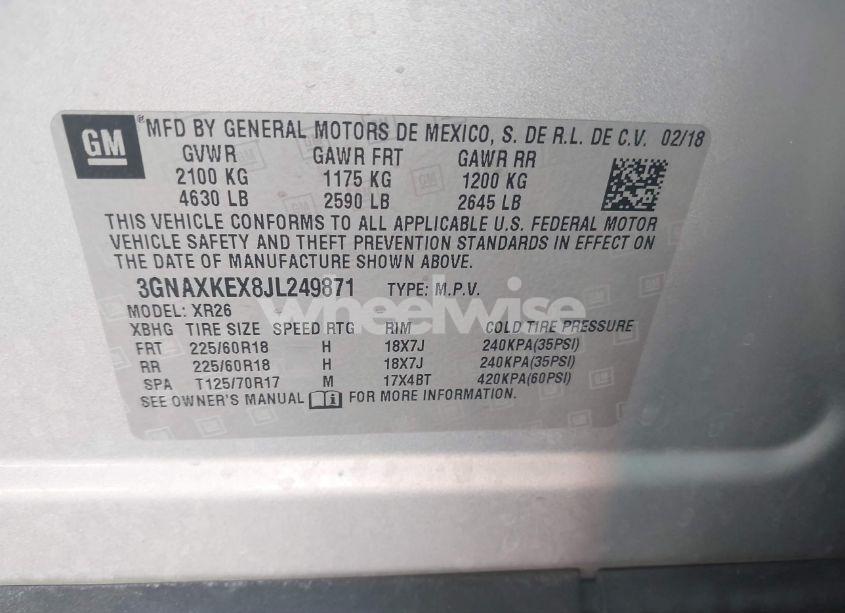 GM
® MFD BY GENERAL MOTORS DE MEXICO, S. DE R.L. DE C.V. 02/18
GVWR GAWR FRT GAWR RR
2100 KG 1175 KG 1200 KG
4630 LB 2590 LB 2645 LB
THIS VEHICLE CONFORMS TO ALL APPLICABLE U.S. FEDERAL MOTOR
VEHICLE SAFETY AND THEFT PREVENTION STANDARDS IN EFFECT ON
THE DATE OF MANUFACTURE SHOWN ABOVE.
3GNAXKEX8JL249871 TYPE: M.P.V.
wheelwise
MODEL: XR26
XBHG TIRE SIZE SPEED RTG RIM COLD TIRE PRESSURE
FRT 225/60R18 H 18X7J 240KPA(35PSI)
RR 225/60R18 H 18X7J 240KPA(35PSI)
SPA T125/70R17 M 17X4BT 420KPA(60PSI)
SEE OWNER'S MANUAL FOR MORE INFORMATION.